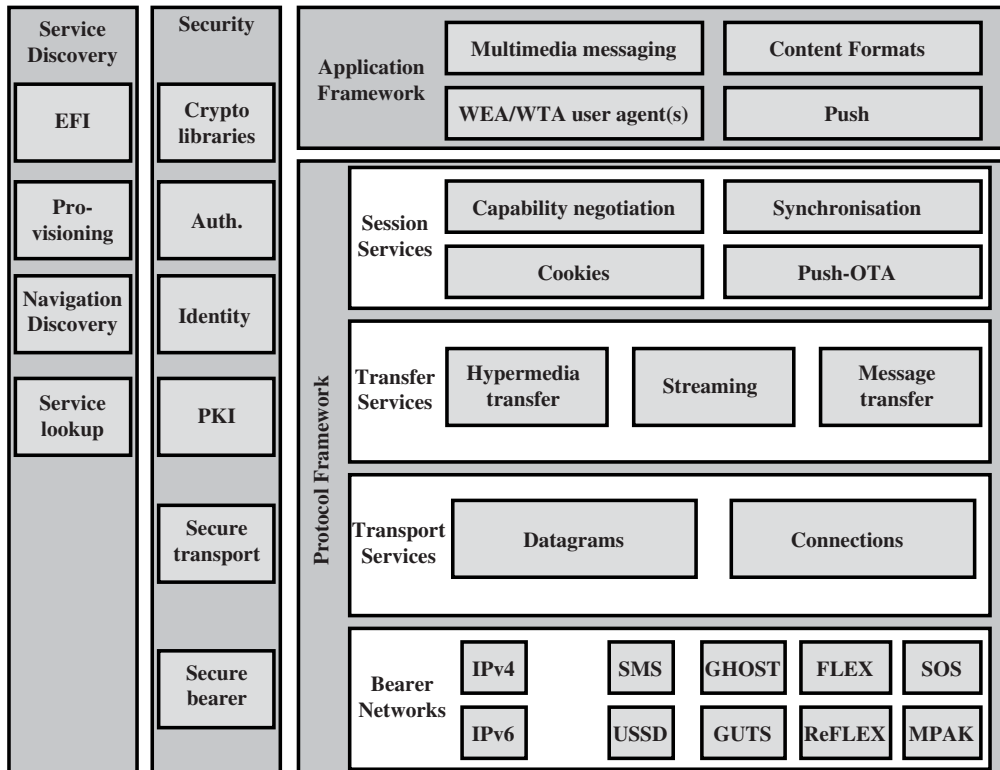 Service
Discovery
EFI
Pro-
visioning
Navigation
Discovery
Service
lookup
Security
Crypto
libraries
Auth.
Identity
PKI
Secure
transport
Secure
bearer
Application
Framework
Multimedia messaging
Content Formats
WEA/WTA user agent(s)
Push
Protocol Framework
Session
Services
Capability negotiation
Synchronisation
Cookies
Push-OTA
Transfer
Services
Hypermedia
transfer
Streaming
Message
transfer
Transport
Services
Datagrams
Connections
Bearer
Networks
IPv4
SMS
GHOST
FLEX
SOS
IPv6
USSD
GUTS
ReFLEX
MPAK